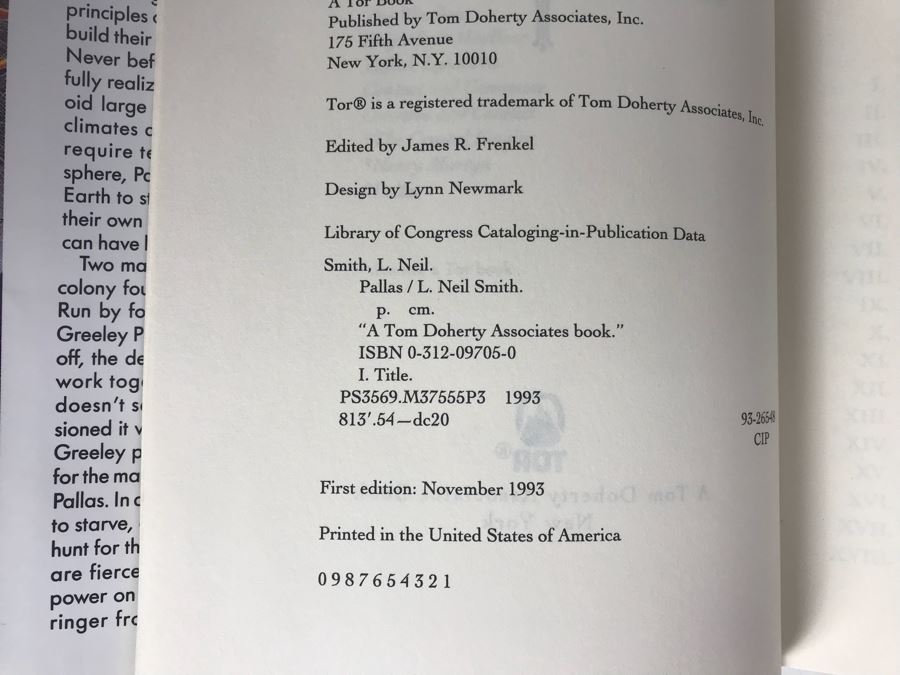 principles
build their
Never bef
fully realiz
oid large
climates
require te
sphere, Pa
Earth to s
their own
can have
Two ma
colony fou
Run by fo
Greeley P
off, the de
work tog
doesn't s
sioned it
Greeley p
for the ma
Pallas. In
to starve,
hunt for th
are fierce
power on
ringer fro
A Tor Book
Published by Tom Doherty Associates, Inc.
175 Fifth Avenue
New York, N.Y. 10010
Tor® is a registered trademark of Tom Doherty Associates, Inc.
Edited by James R. Frenkel
Design by Lynn Newmark
Library of Congress Cataloging-in-Publication Data
Smith, L. Neil.
Pallas / L. Neil Smith.
p. cm.
"A Tom Doherty Associates book."
ISBN 0-312-09705-0
I. Title.
PS3569.M37555P3 1993
813'.54—dc20
93-26548
CIP
First edition: November 1993
Printed in the United States of America
0 9 8 7 6 5 4 3 2 1